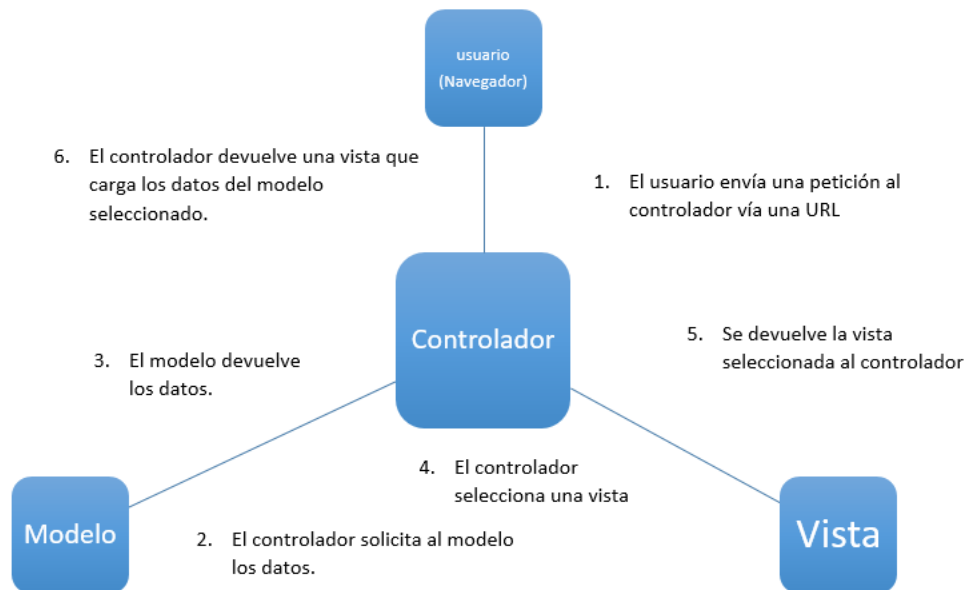 usuario
(Navegador)
6. El controlador devuelve una vista que
carga los datos del modelo
seleccionado.
1. El usuario envía una petición al
controlador vía una URL
Controlador
5. Se devuelve la vista
seleccionada al controlador
3. El modelo devuelve
los datos.
4. El controlador
selecciona una vista
Modelo
2. El controlador solicita al modelo
los datos.
Vista